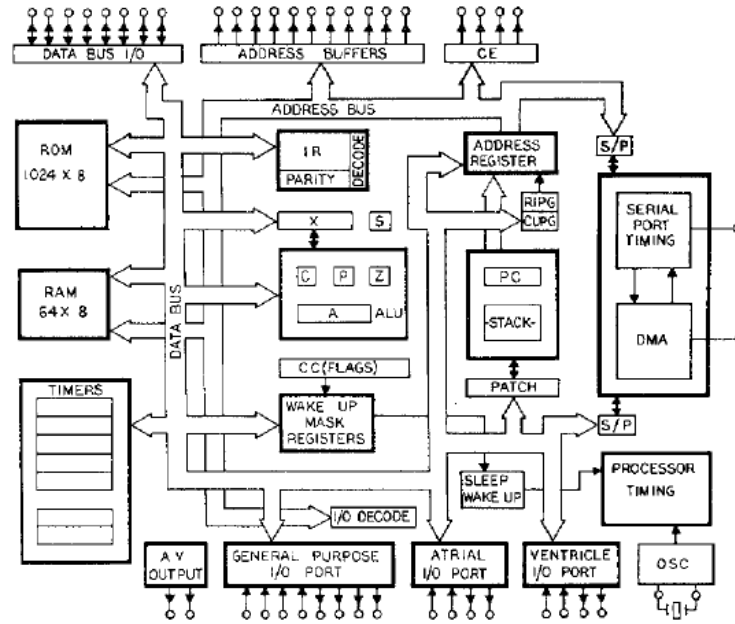 DATA BUS I/O
ADDRESS BUFFERS
CE
ADDRESS BUS
ROM
1024 X 8
IR
DECODE
PARITY
ADDRESS
REGISTER
S/P
RIPG
CUPG
SERIAL
PORT
TIMING
X
S
C P Z
A
ALU
PC
-STACK-
RAM
64 X 8
DATA BUS
DMA
CC(FLAGS)
PATCH
TIMERS
WAKE UP
MASK
REGISTERS
S/P
SLEEP
WAKE UP
PROCESSOR
TIMING
I/O DECODE
A V
OUTPUT
GENERAL PURPOSE
I/O PORT
ATRIAL
I/O PORT
VENTRICLE
I/O PORT
OSC